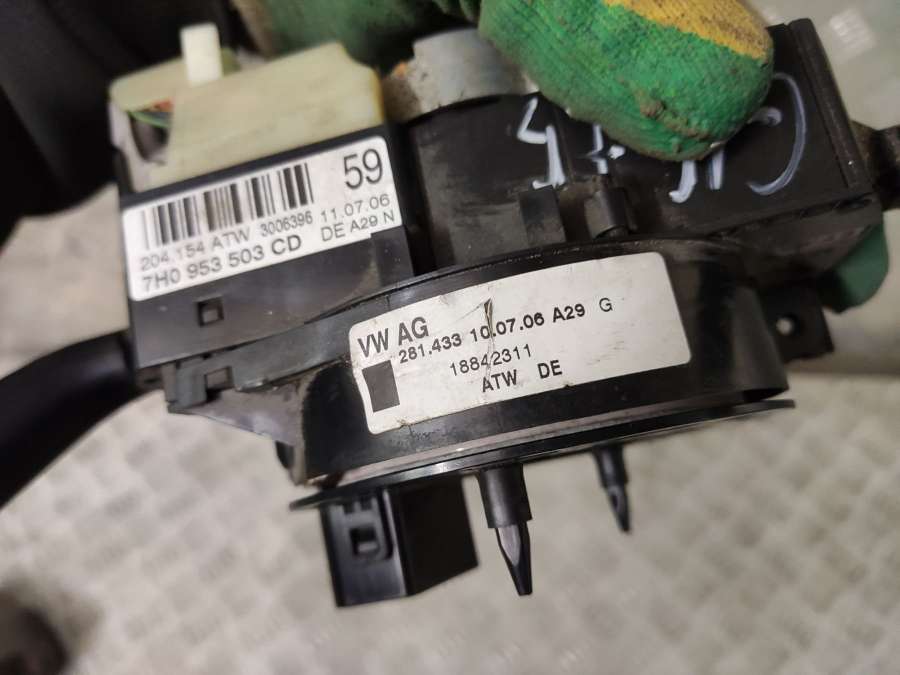 59
204.154 ATW 3006396 11.07.06
7H0 953 503 CD DE A29 N
VW AG
281.433 10.07.06 A29 G
18842311
ATW DE